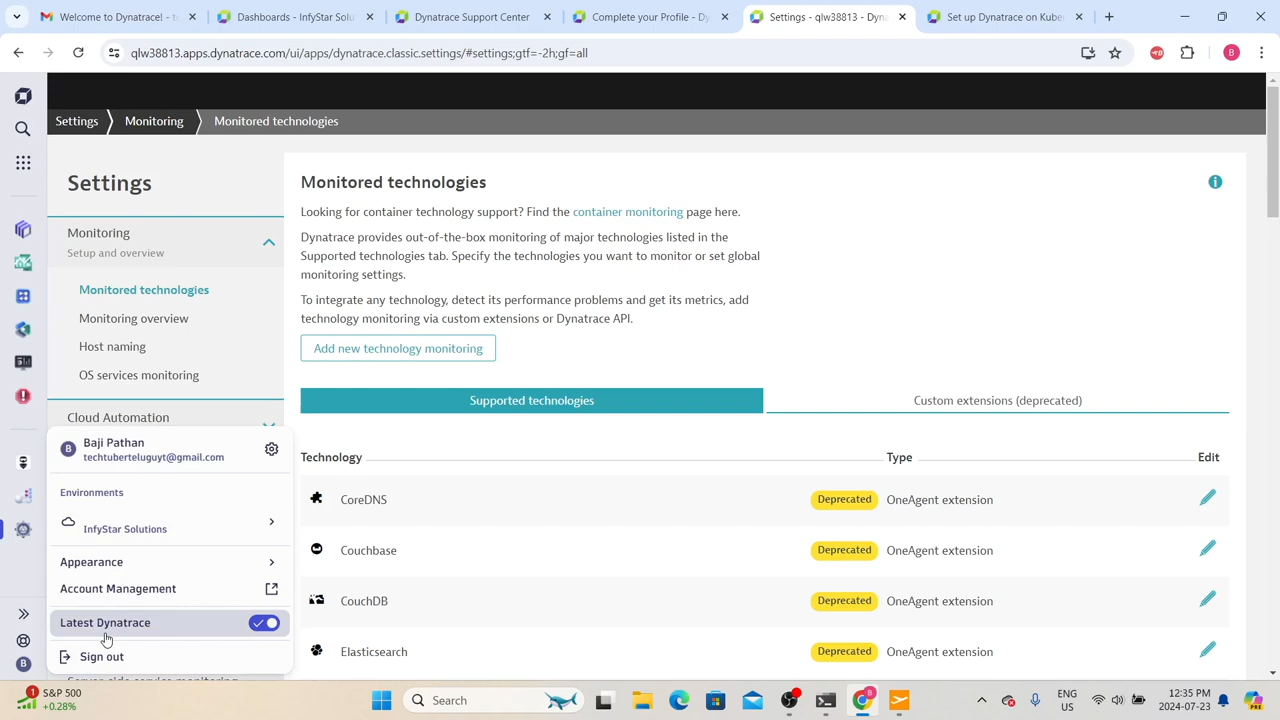 Welcome to Dynatrace! - t
Dashboards - InfyStar Solu
Dynatrace Support Center
Complete your Profile - Dy
Settings - qlw38813 - Dyna
Set up Dynatrace on Kube
qlw38813.apps.dynatrace.com/ui/apps/dynatrace.classic.settings/#settings;gtf=-2h;gf=all
B
Settings
Monitoring
Monitored technologies
Settings
Monitoring
Setup and overview
Monitored technologies
Monitoring overview
Host naming
OS services monitoring
Cloud Automation
B
Baji Pathan
techtuberteluguyt@gmail.com
Environments
InfyStar Solutions
Appearance
Account Management
Latest Dynatrace
Sign out
B
Monitored technologies
Looking for container technology support? Find the container monitoring page here.
Dynatrace provides out-of-the-box monitoring of major technologies listed in the
Supported technologies tab. Specify the technologies you want to monitor or set global
monitoring settings.
To integrate any technology, detect its performance problems and get its metrics, add
technology monitoring via custom extensions or Dynatrace API.
Add new technology monitoring
Supported technologies
Custom extensions (deprecated)
Technology
Type
Edit
CoreDNS
Deprecated
OneAgent extension
Couchbase
Deprecated
OneAgent extension
CouchDB
Deprecated
OneAgent extension
Elasticsearch
Deprecated
OneAgent extension
1
S&P 500
+0.28%
Search
B
ENG
US
12:35 PM
2024-07-23
PRE